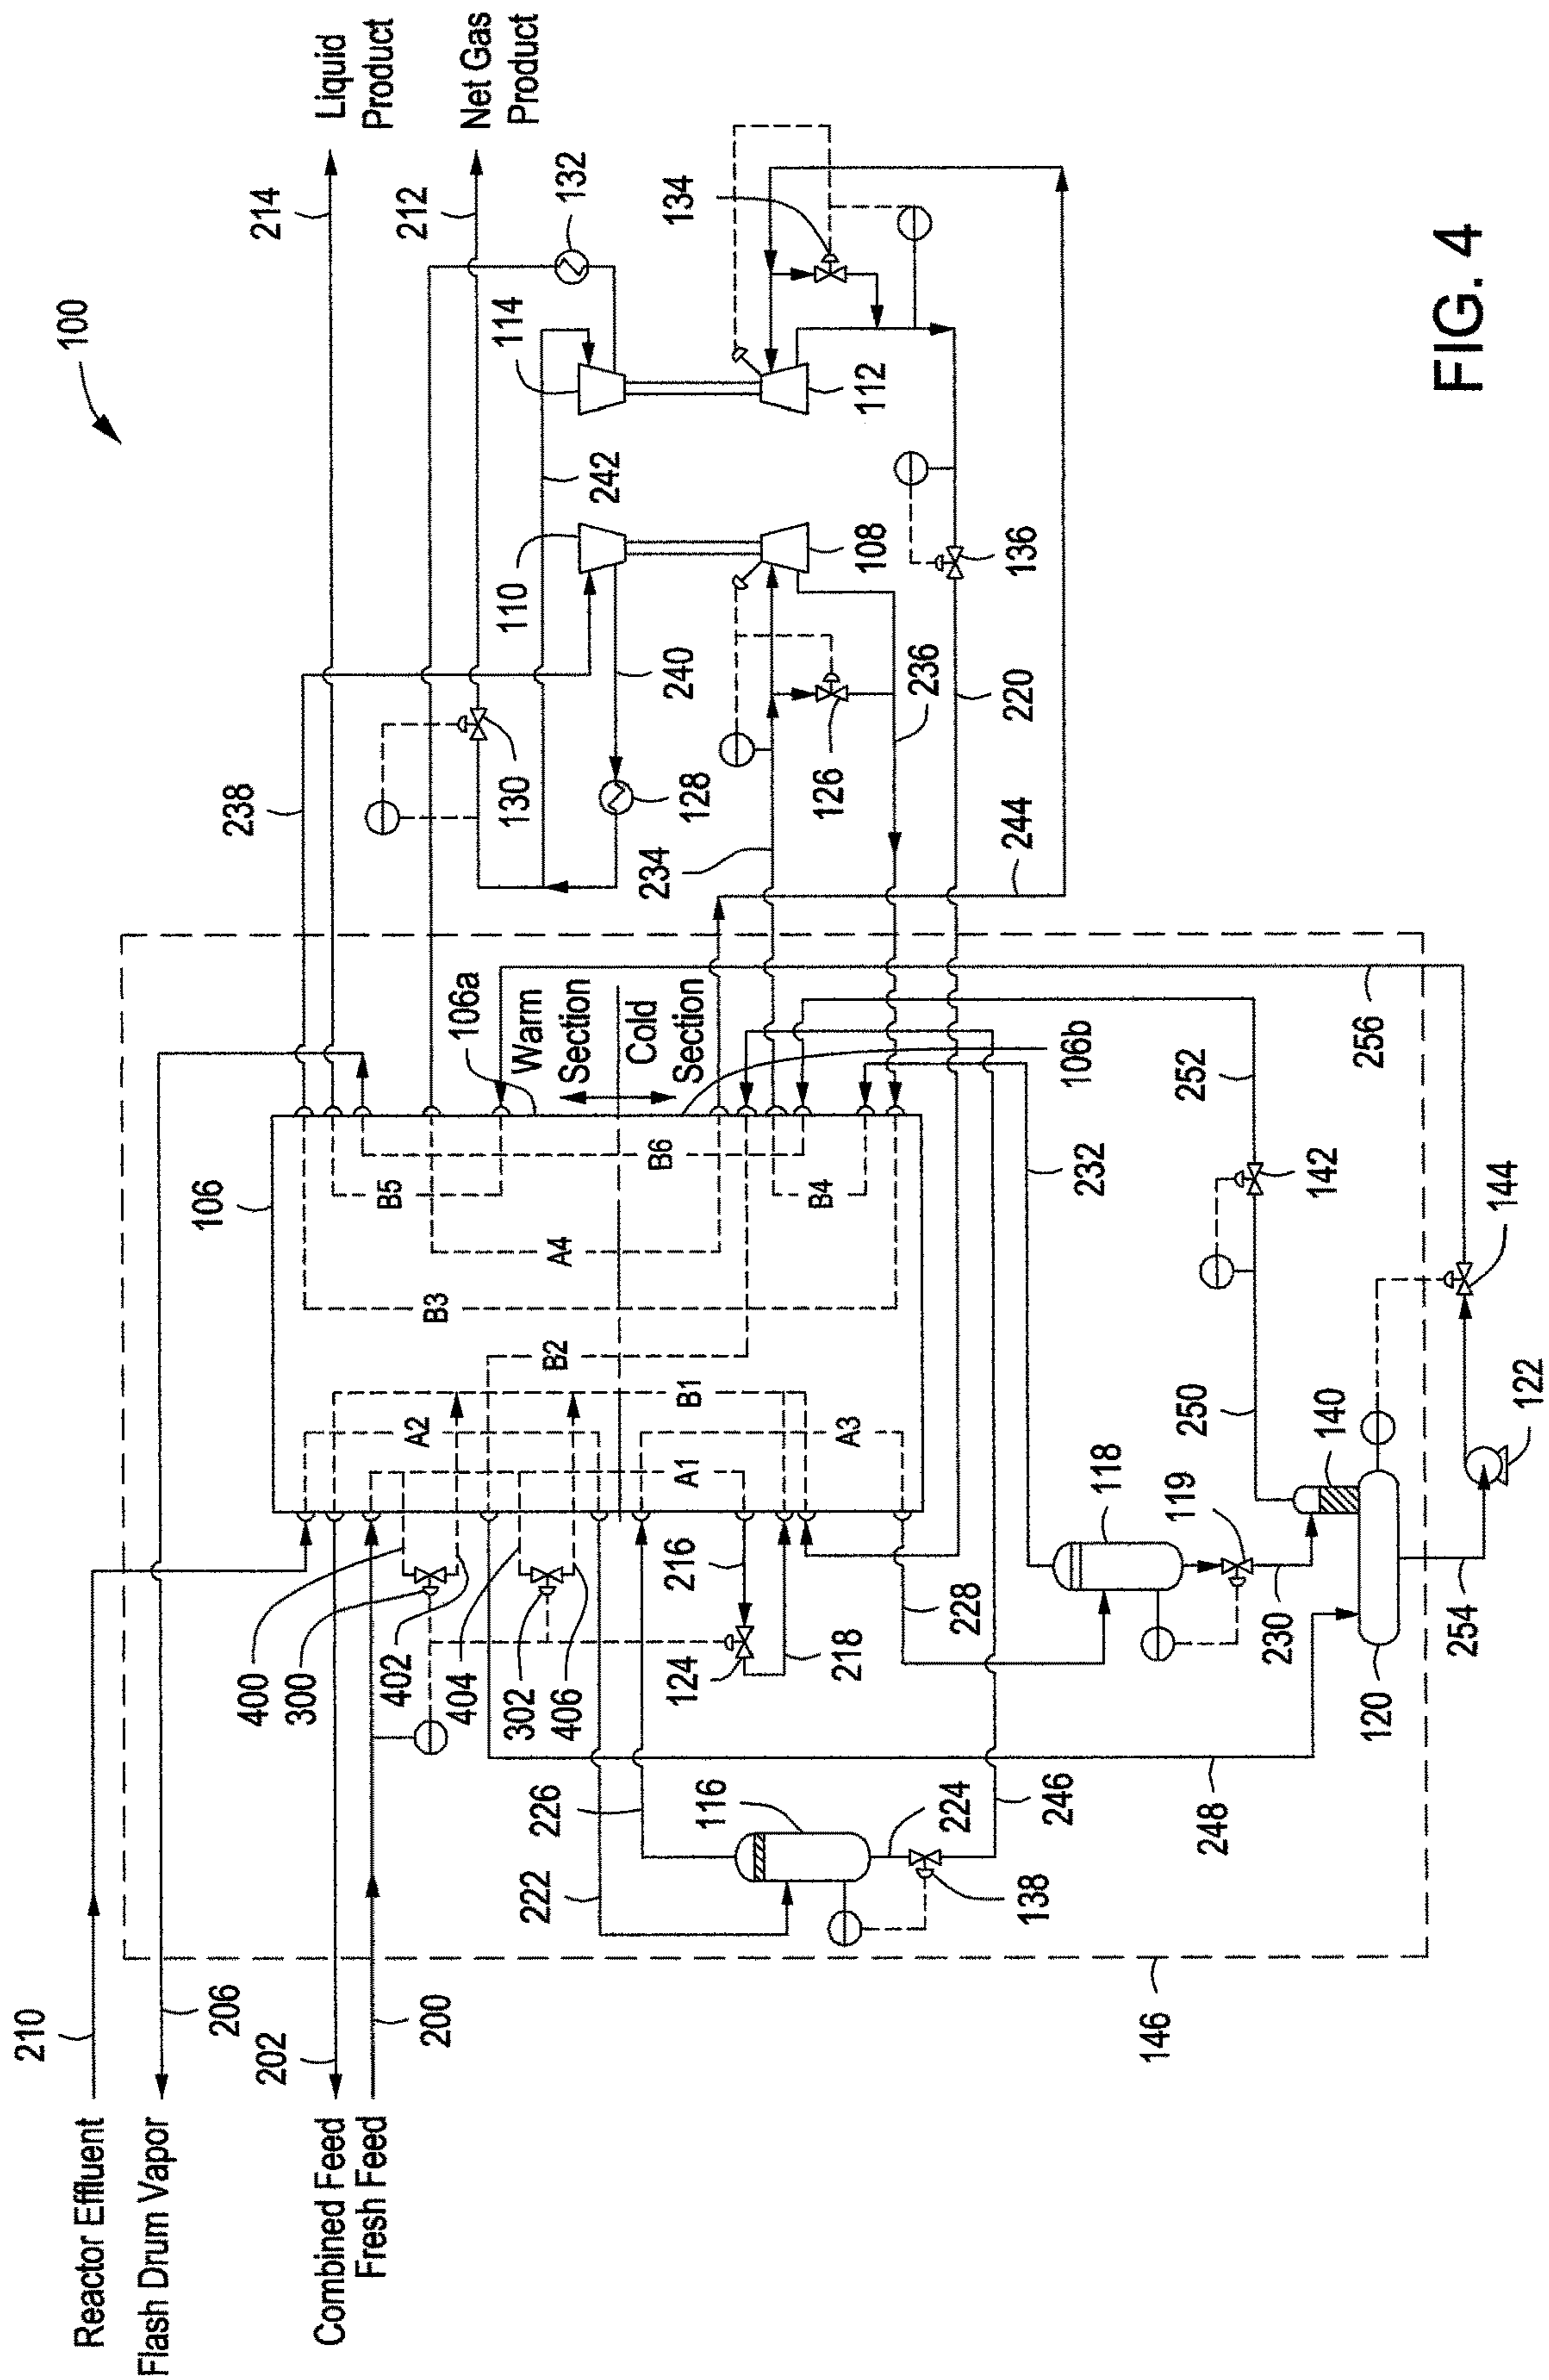 100
Liquid
Product
214
Net Gas
Product
212
132
114
134
112
242
110
108
136
240
130
128
126
236
220
238
234
244
106a
Warm
Section
Cold
Section
106b
106
B6
B5
B4
A4
B3
B2
B1
A2
A3
A1
252
256
232
142
144
250
140
122
118
119
216
228
230
254
120
400
300
402
404
302
406
124
218
226
116
224
246
248
222
138
146
210
206
202
200
Reactor Effluent
Flash Drum Vapor
Combined Feed
Fresh Feed
FIG. 4